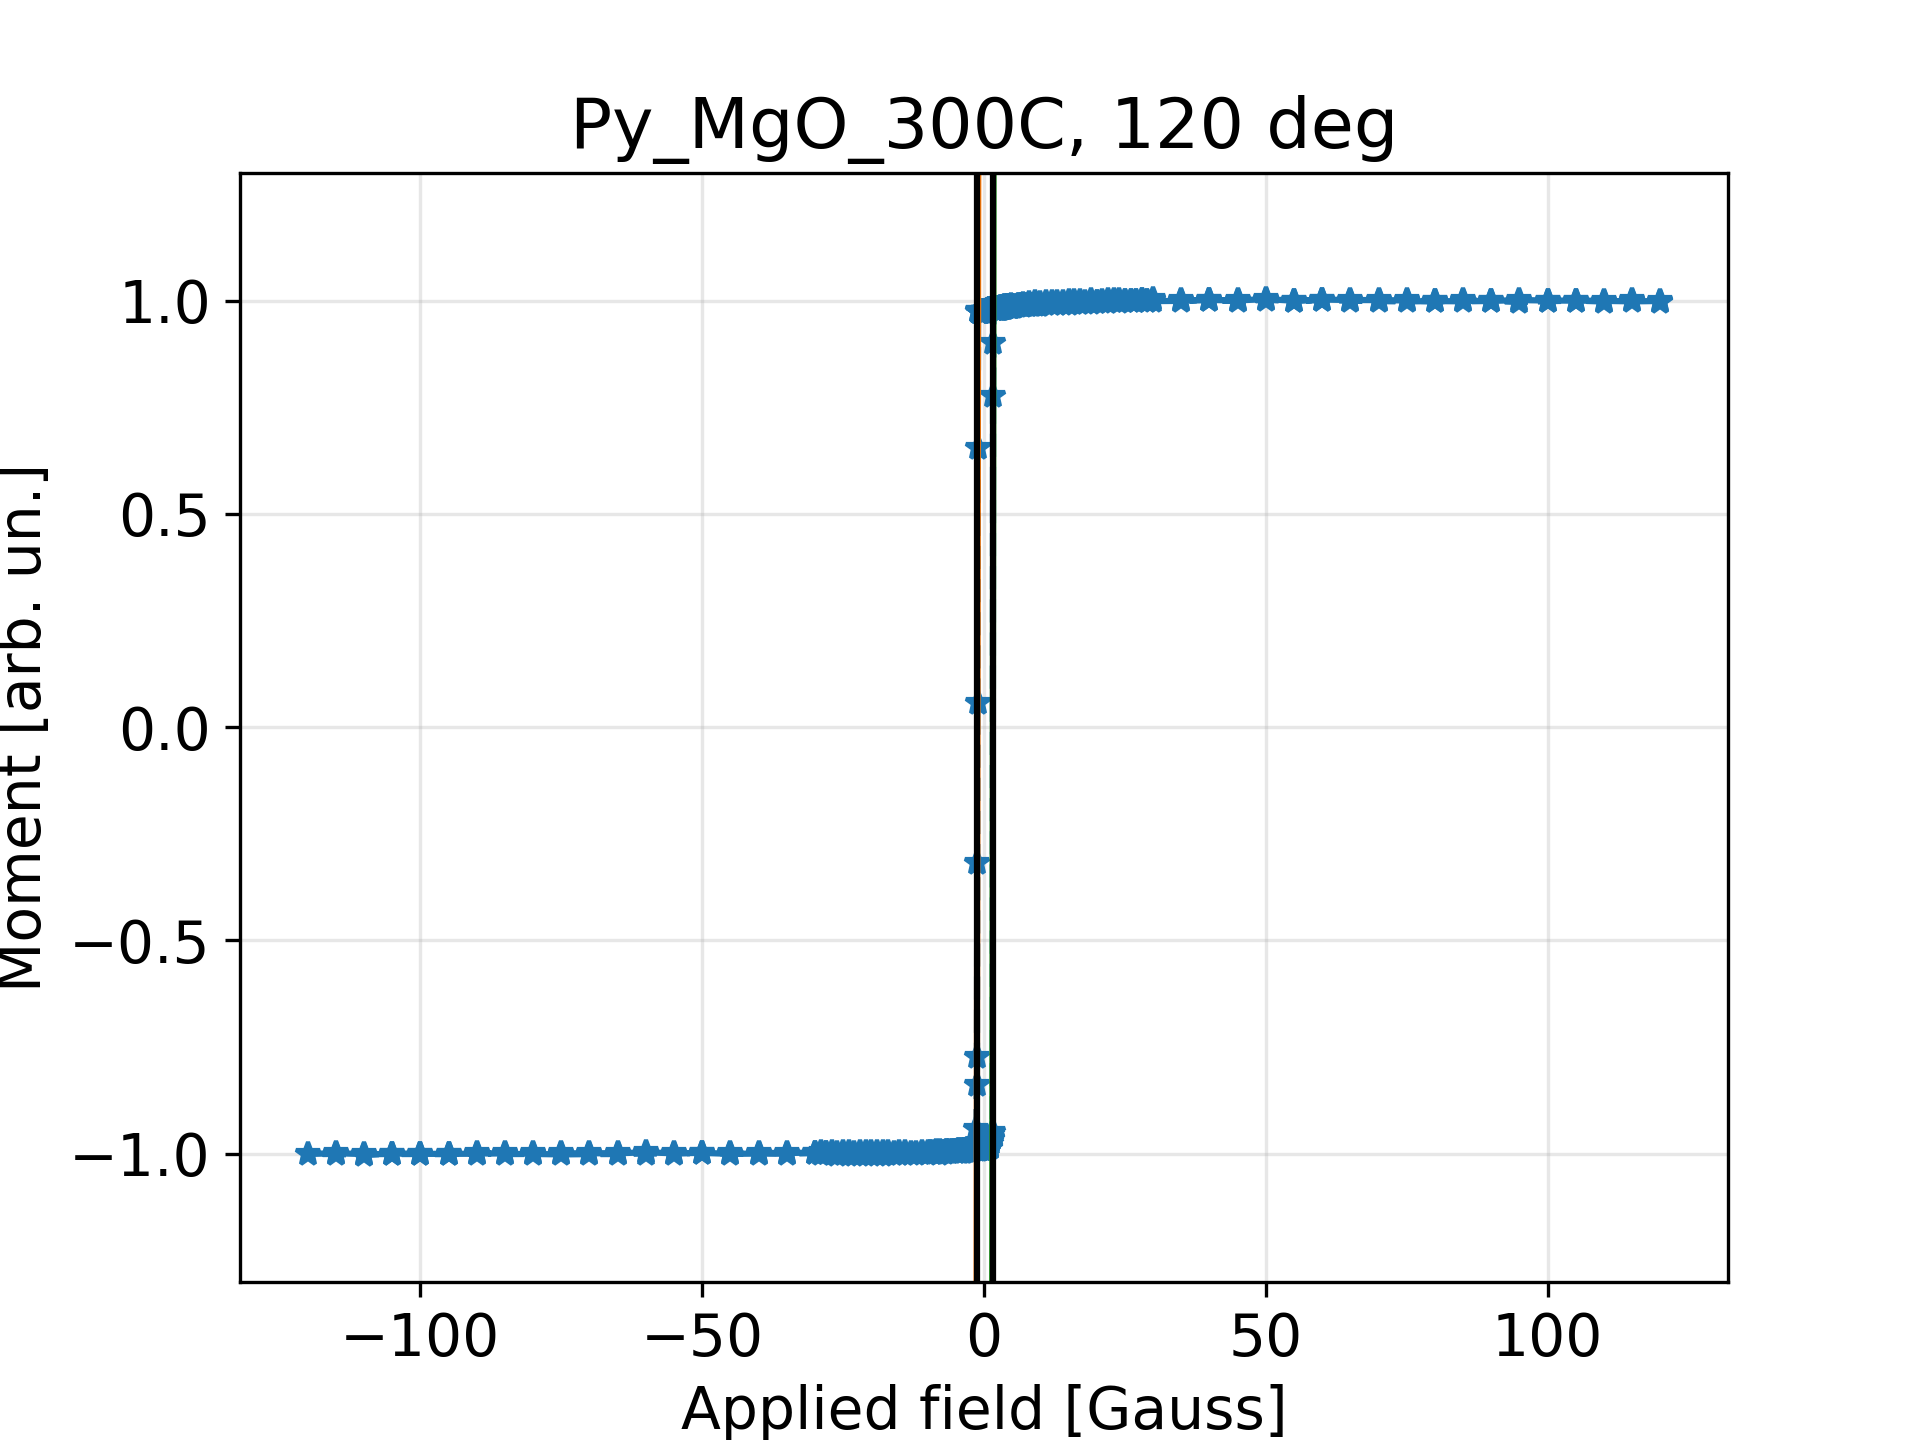 Py_MgO_300C, 120 deg
Moment [arb. un.]
1.0
0.5
0.0
−0.5
−1.0
−100 −50 0 50 100
Applied field [Gauss]